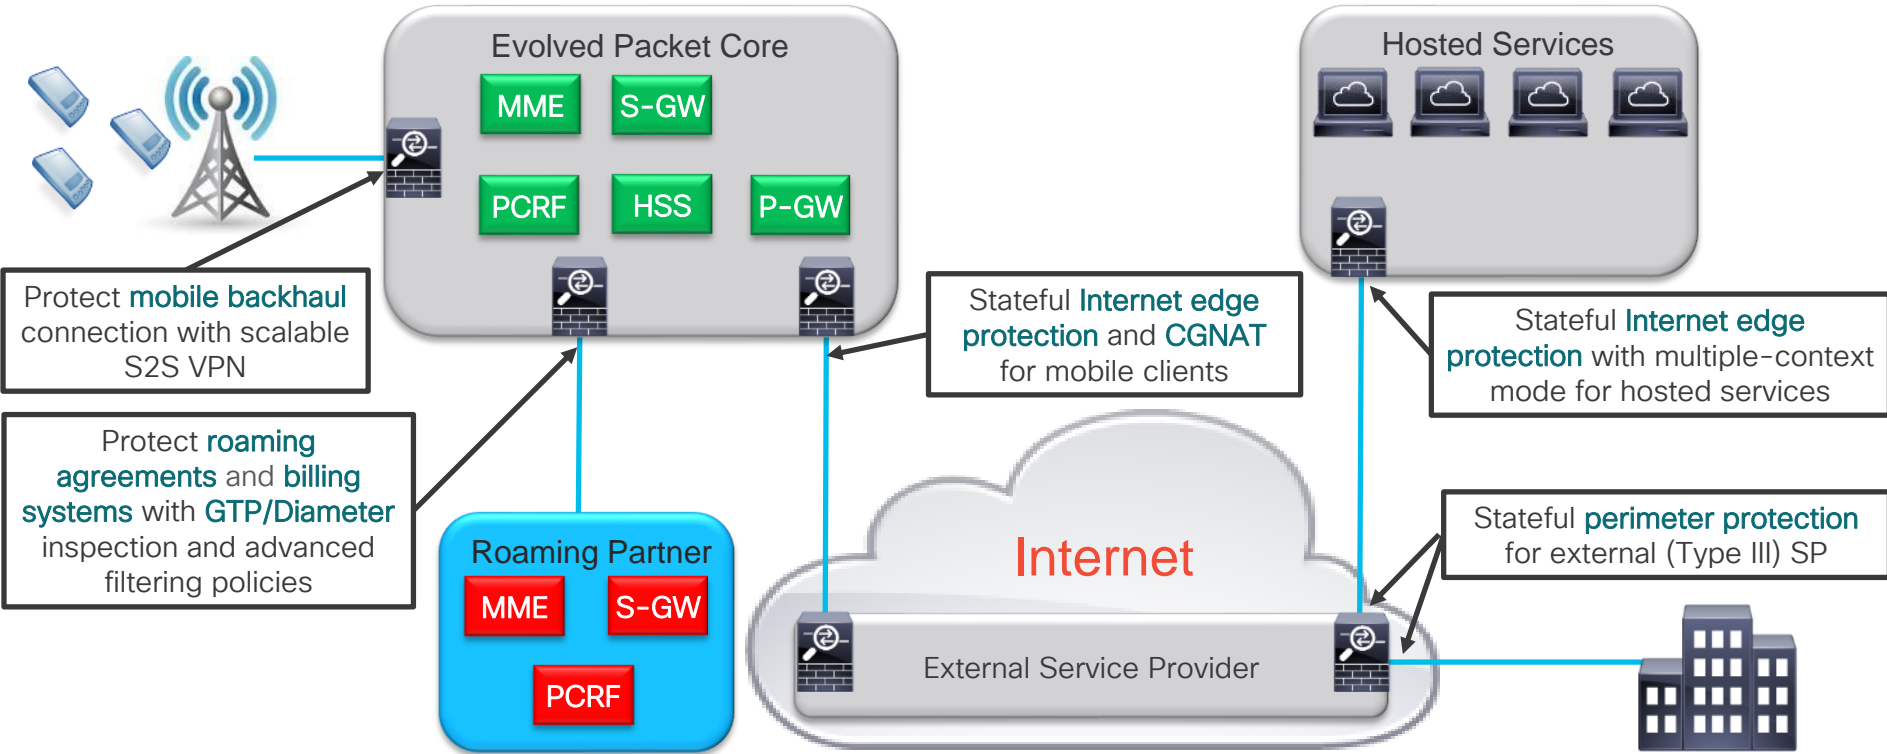 Evolved Packet Core
MME
S-GW
PCRF
HSS
P-GW
Hosted Services
Protect mobile backhaul
connection with scalable
S2S VPN
Stateful Internet edge
protection and CGNAT
for mobile clients
Stateful Internet edge
protection with multiple-context
mode for hosted services
Protect roaming
agreements and billing
systems with GTP/Diameter
inspection and advanced
filtering policies
Roaming Partner
MME
S-GW
PCRF
Internet
External Service Provider
Stateful perimeter protection
for external (Type III) SP